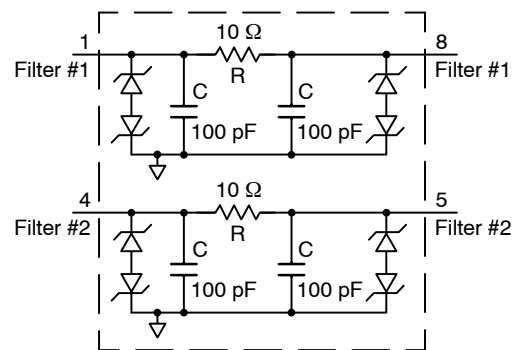 10 Ω
1 8
Filter #1 R Filter #1
C C
100 pF 100 pF
10 Ω
4 5
Filter #2 R Filter #2
C C
100 pF 100 pF